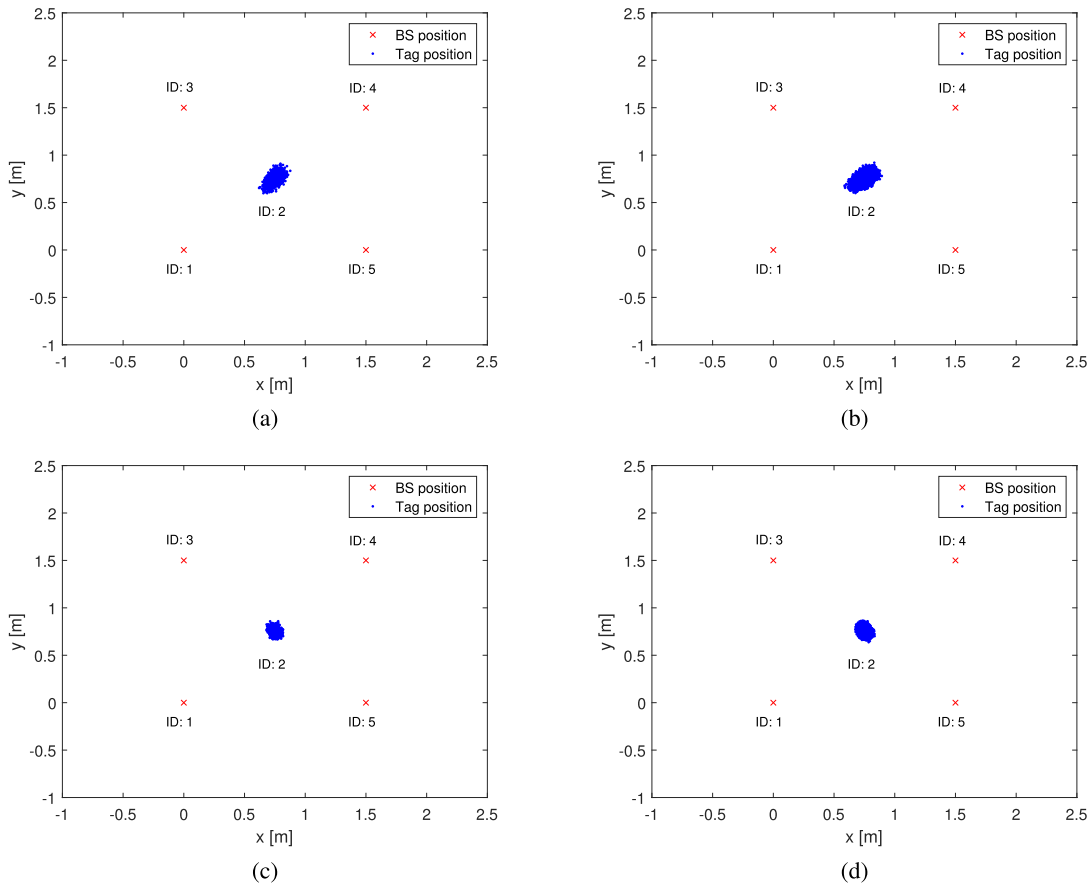 2.5
2
1.5
1
0.5
0
-0.5
-1
y [m]
BS position
Tag position
ID: 3
ID: 4
ID: 2
ID: 1
ID: 5
-1 -0.5 0 0.5 1 1.5 2 2.5
x [m]
(a)
2.5
2
1.5
1
0.5
0
-0.5
-1
y [m]
BS position
Tag position
ID: 3
ID: 4
ID: 2
ID: 1
ID: 5
-1 -0.5 0 0.5 1 1.5 2 2.5
x [m]
(b)
2.5
2
1.5
1
0.5
0
-0.5
-1
y [m]
BS position
Tag position
ID: 3
ID: 4
ID: 2
ID: 1
ID: 5
-1 -0.5 0 0.5 1 1.5 2 2.5
x [m]
(c)
2.5
2
1.5
1
0.5
0
-0.5
-1
y [m]
BS position
Tag position
ID: 3
ID: 4
ID: 2
ID: 1
ID: 5
-1 -0.5 0 0.5 1 1.5 2 2.5
x [m]
(d)